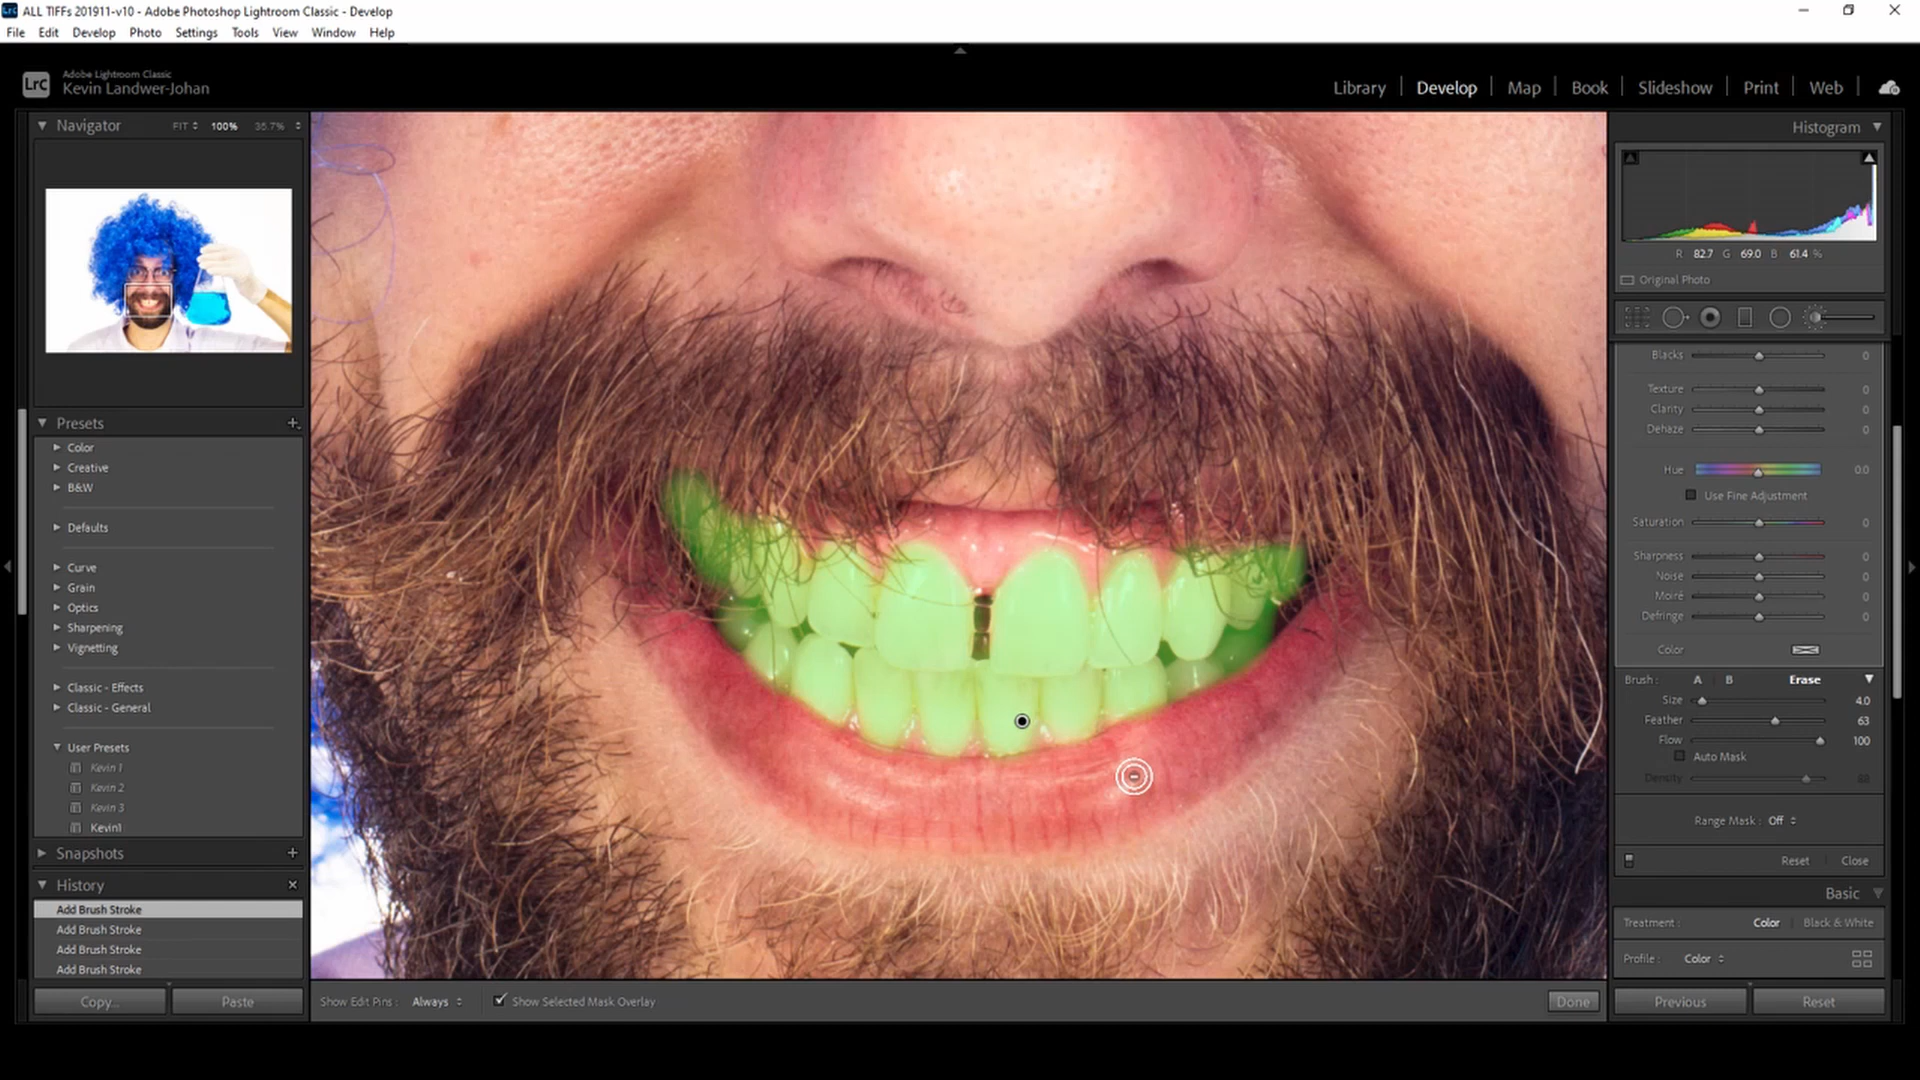 ALL TIFFs 201911-v10 - Adobe Photoshop Lightroom Classic - Develop
File Edit Develop Photo Settings Tools View Window Help
LrC Adobe Lightroom Classic
Kevin Landwer-Johan
Library Develop Map Book Slideshow Print Web
Navigator FIT 100%
Presets
Color
Creative
B&W
Defaults
Curve
Grain
Optics
Sharpening
Vignetting
Classic - Effects
Classic - General
User Presets
Kevin 1
Kevin 2
Kevin 3
Kevin1
Snapshots
History
Add Brush Stroke
Add Brush Stroke
Add Brush Stroke
Add Brush Stroke
Copy... Paste
Show Edit Pins : Always Show Selected Mask Overlay Done
Histogram
R 82.7 G 69.0 B 61.4 %
Original Photo
Blacks 0
Texture 0
Clarity 0
Dehaze 0
Hue 0.0
Use Fine Adjustment
Saturation 0
Sharpness 0
Noise 0
Moiré 0
Defringe 0
Color
Brush : A B Erase
Size 4.0
Feather 63
Flow 100
Auto Mask
Density
Range Mask : Off
Reset Close
Basic
Treatment : Color Black & White
Profile : Color
Previous Reset